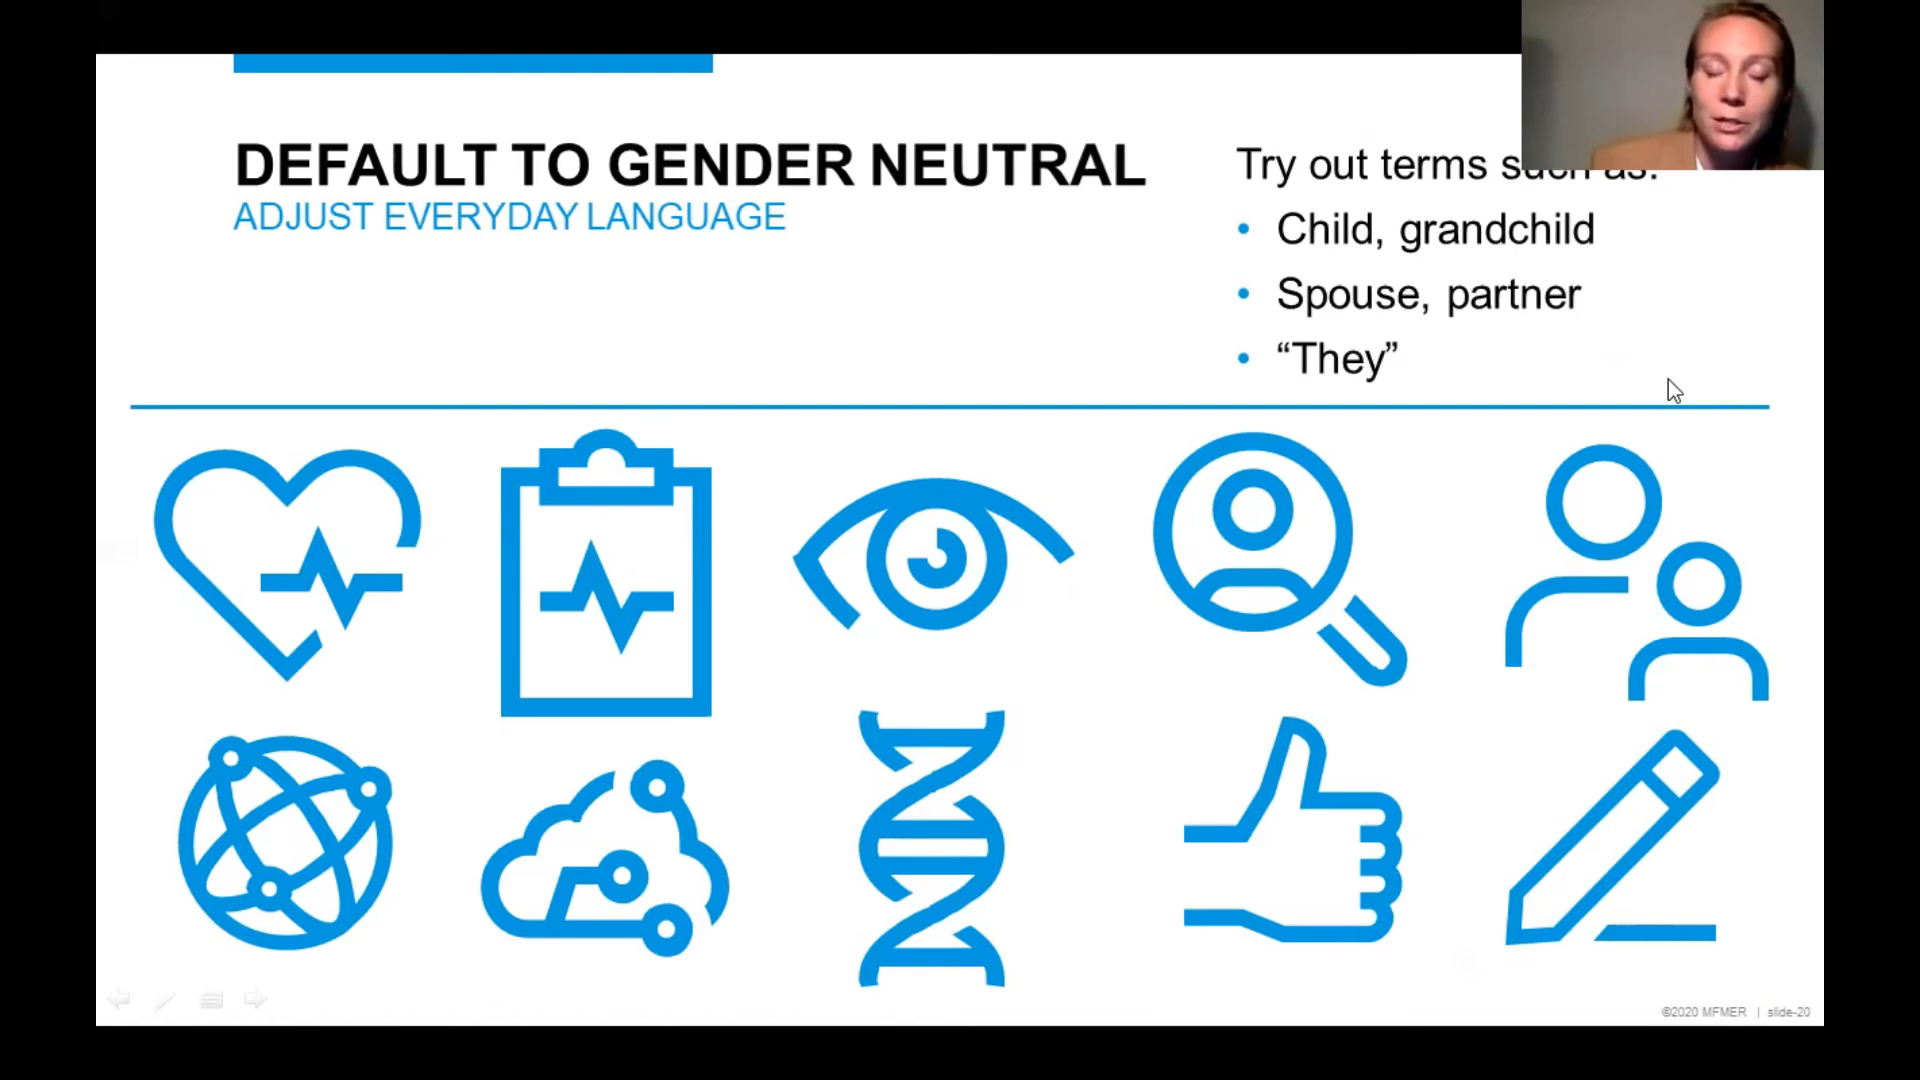 DEFAULT TO GENDER NEUTRAL
ADJUST EVERYDAY LANGUAGE
Try out terms such as:
• Child, grandchild
• Spouse, partner
• “They”
©2020 MFMER | slide-20